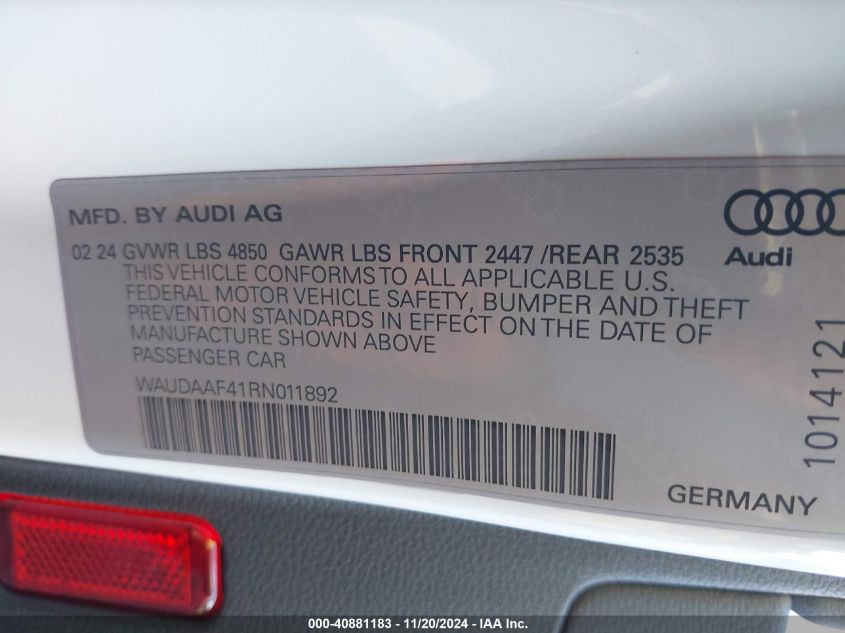 MFD. BY AUDI AG
Audi
02 24 GVWR LBS 4850 GAWR LBS FRONT 2447 /REAR 2535
THIS VEHICLE CONFORMS TO ALL APPLICABLE U.S.
FEDERAL MOTOR VEHICLE SAFETY, BUMPER AND THEFT
PREVENTION STANDARDS IN EFFECT ON THE DATE OF
MANUFACTURE SHOWN ABOVE
PASSENGER CAR
WAUDAAF41RN011892
1014121
GERMANY
000-40881183 - 11/20/2024 - IAA Inc.